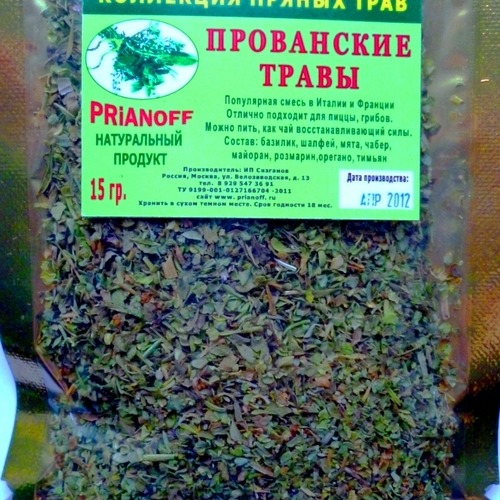 КОЛЛЕКЦИЯ ПРЯНЫХ ТРАВ
ПРОВАНСКИЕ
ТРАВЫ
PRiANOFF
НАТУРАЛЬНЫЙ
ПРОДУКТ
15 гр.
Популярная смесь в Италии и Франции
Отлично подходит для пиццы, грибов.
Можно пить, как чай восстанавливающий силы.
Состав: базилик, шалфей, мята, чабер,
майоран, розмарин,орегано, тимьян
Производитель: ИП Созганов
Россия, Москва, ул. Велозаводская, д. 13
тел. 8 929 547 36 91
ТУ 0199-001-0127166704 -2011
сайт www. prianoff. ru
Хранить в сухом темном месте. Срок годности 18 мес.
Дата производства:
АПР 2012